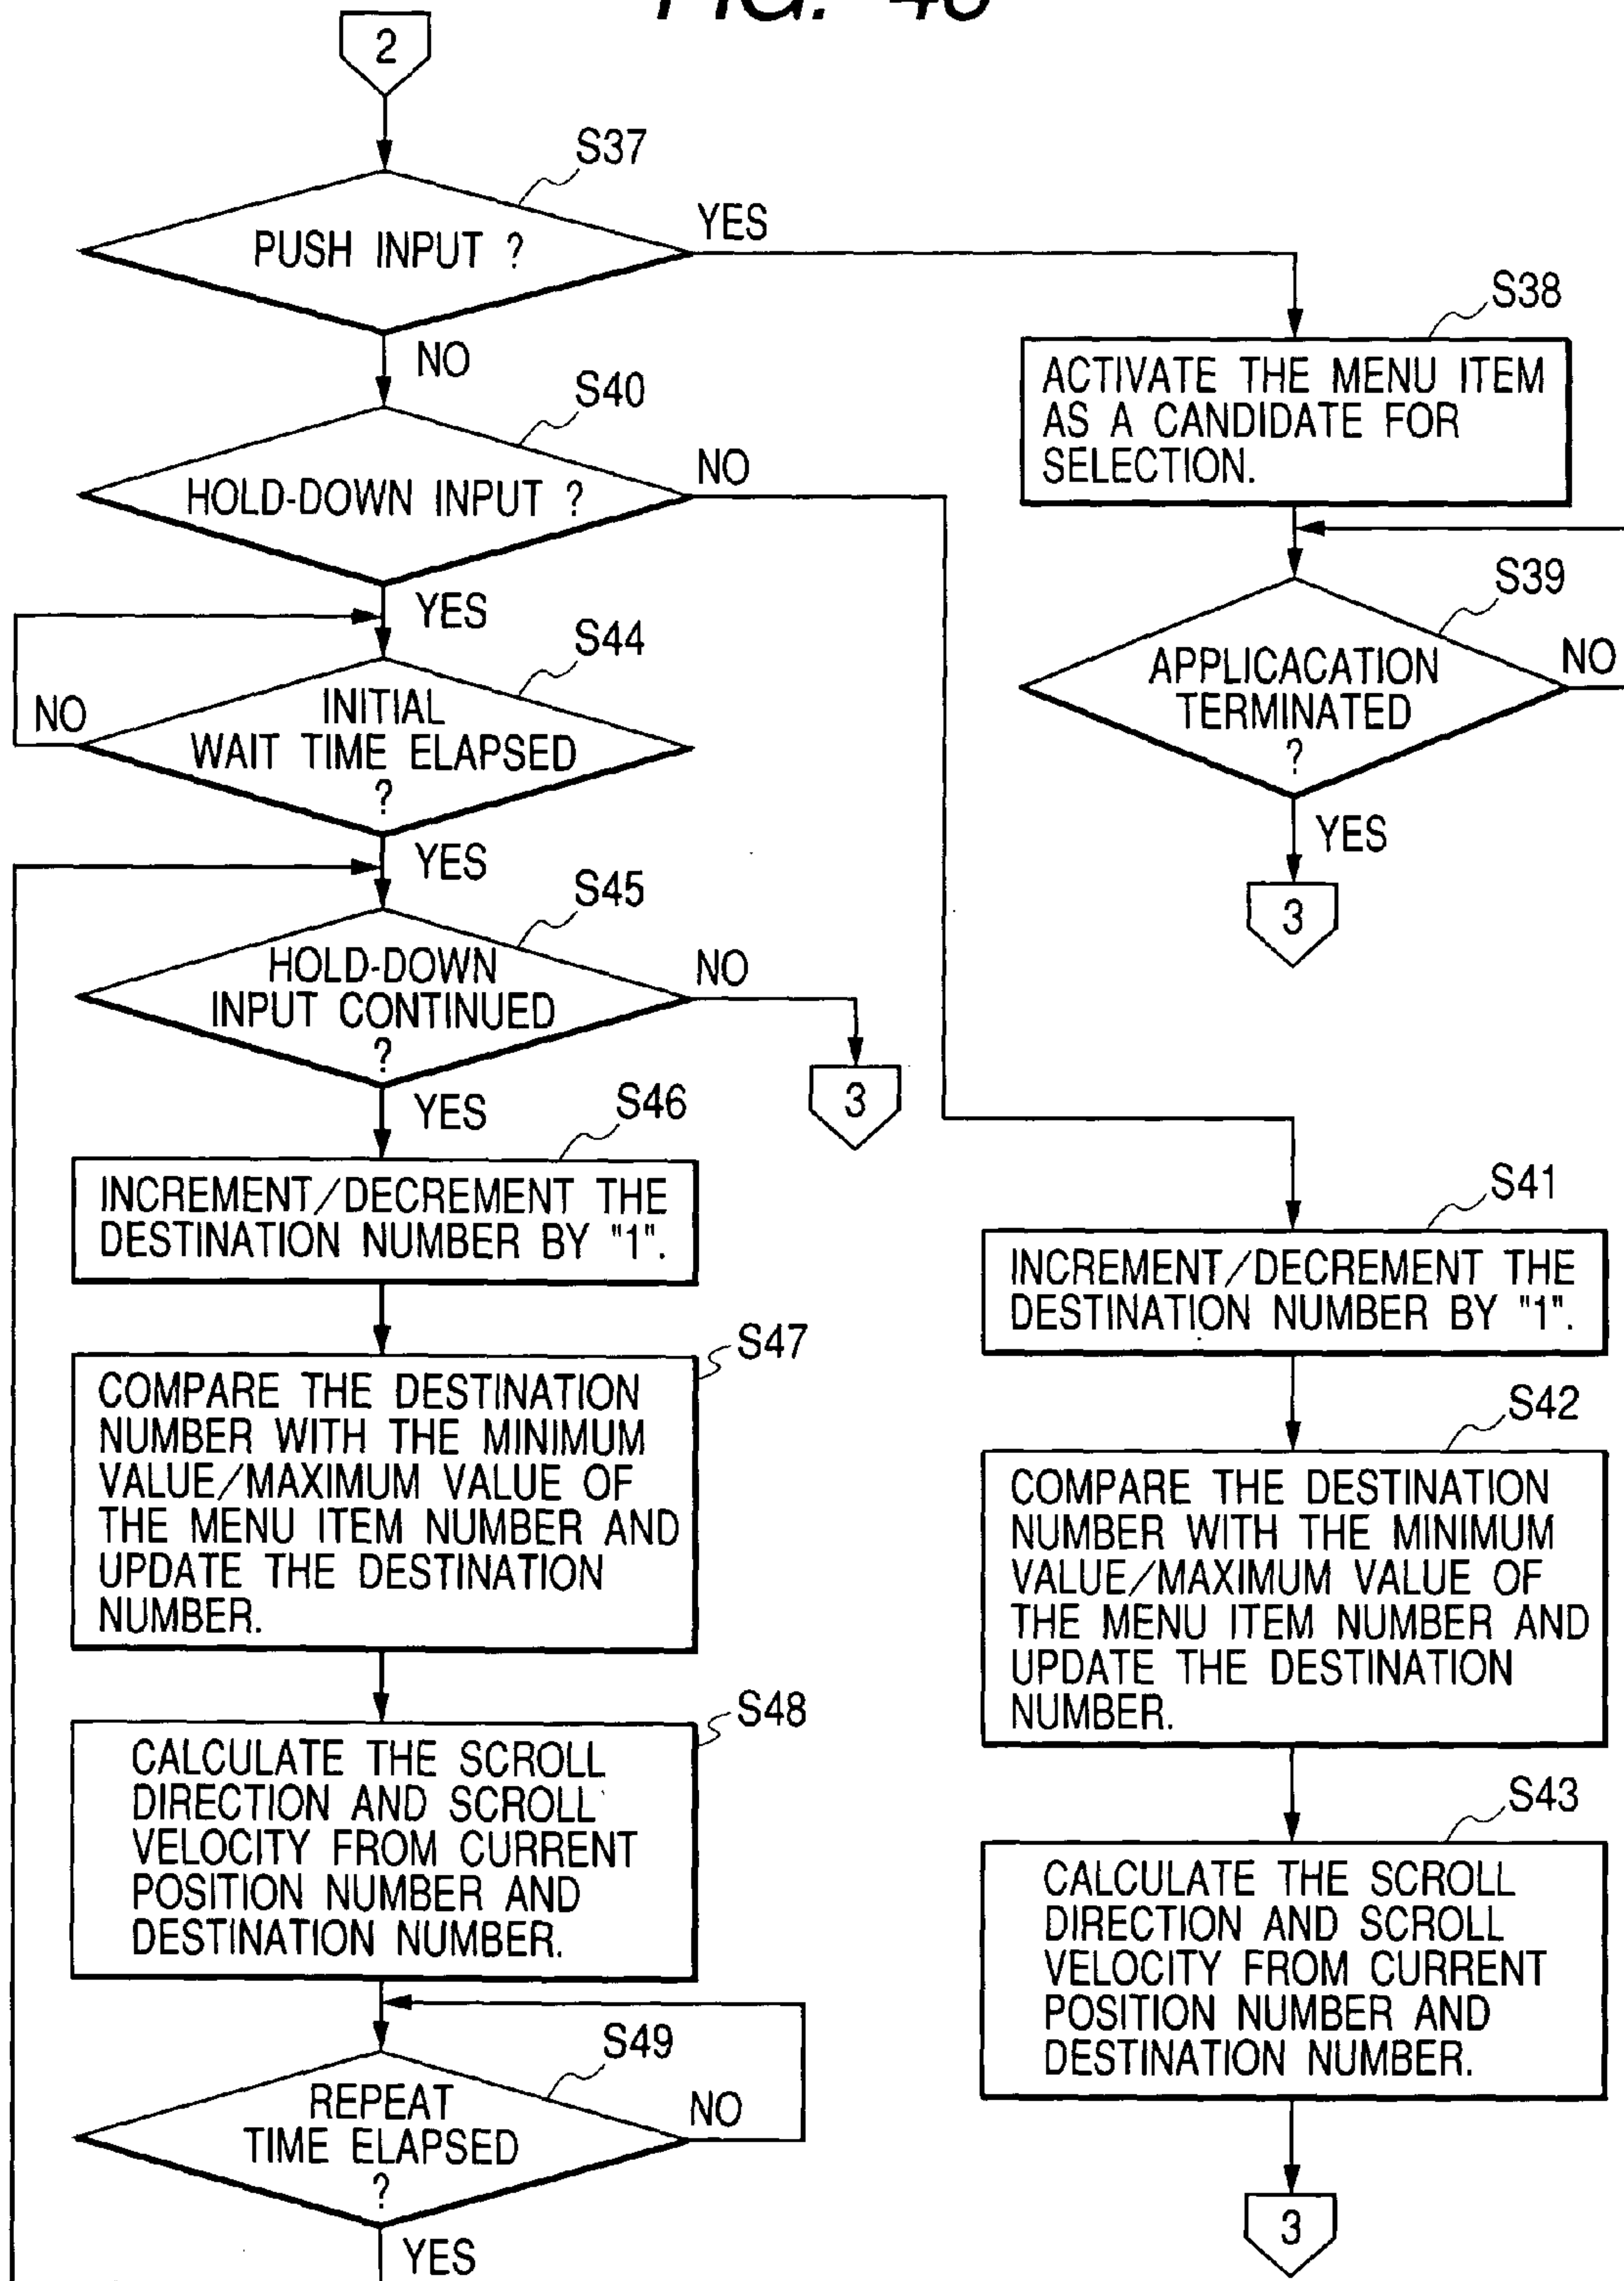 2
S37
PUSH INPUT ?
YES
NO
S38
ACTIVATE THE MENU ITEM
AS A CANDIDATE FOR
SELECTION.
S40
HOLD-DOWN INPUT ?
NO
YES
S39
APPLICACATION
TERMINATED
?
NO
YES
3
S44
INITIAL
WAIT TIME ELAPSED
?
NO
YES
S45
HOLD-DOWN
INPUT CONTINUED
?
NO
3
YES
S46
INCREMENT/DECREMENT THE
DESTINATION NUMBER BY "1".
S47
COMPARE THE DESTINATION
NUMBER WITH THE MINIMUM
VALUE/MAXIMUM VALUE OF
THE MENU ITEM NUMBER AND
UPDATE THE DESTINATION
NUMBER.
S48
CALCULATE THE SCROLL
DIRECTION AND SCROLL
VELOCITY FROM CURRENT
POSITION NUMBER AND
DESTINATION NUMBER.
S49
REPEAT
TIME ELAPSED
?
NO
YES
S41
INCREMENT/DECREMENT THE
DESTINATION NUMBER BY "1".
S42
COMPARE THE DESTINATION
NUMBER WITH THE MINIMUM
VALUE/MAXIMUM VALUE OF
THE MENU ITEM NUMBER AND
UPDATE THE DESTINATION
NUMBER.
S43
CALCULATE THE SCROLL
DIRECTION AND SCROLL
VELOCITY FROM CURRENT
POSITION NUMBER AND
DESTINATION NUMBER.
3